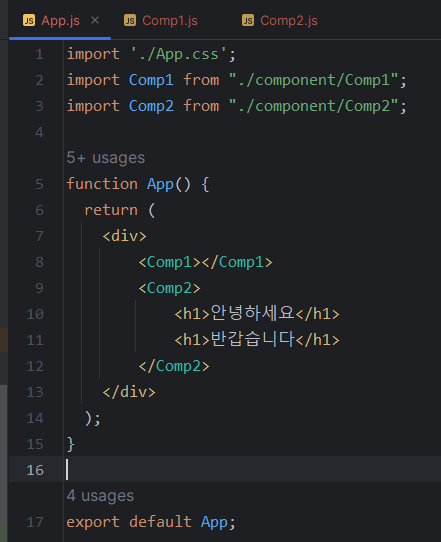 App.js Comp1.js Comp2.js
1 import './App.css';
2 import Comp1 from "./component/Comp1";
3 import Comp2 from "./component/Comp2";
4
5+ usages
5 function App() {
6 return (
7 <div>
8 <Comp1></Comp1>
9 <Comp2>
10 <h1>안녕하세요</h1>
11 <h1>반갑습니다</h1>
12 </Comp2>
13 </div>
14 );
15 }
16
4 usages
17 export default App;